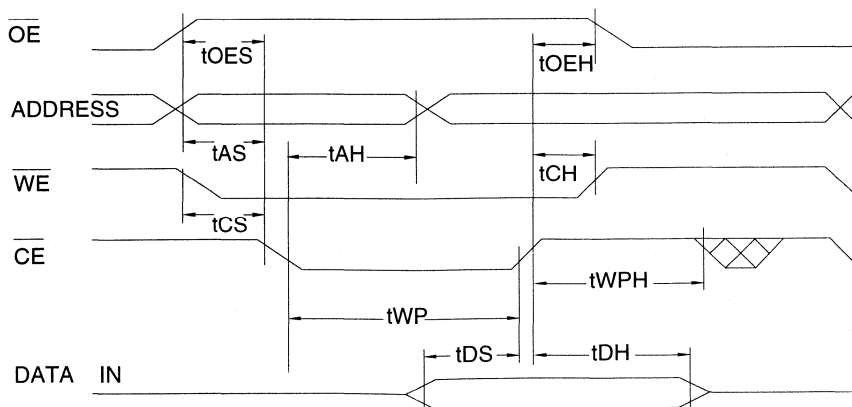 OE
tOES
tOEH
ADDRESS
tAS
tAH
tCH
WE
tCS
CE
tWPH
tWP
tDS
tDH
DATA IN